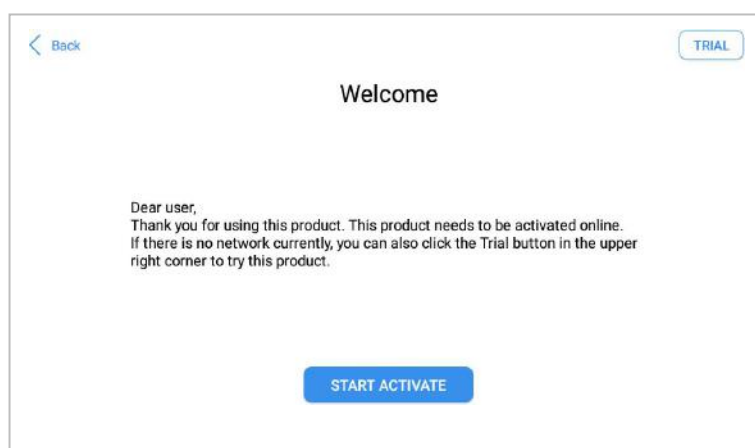 Back
TRIAL
Welcome
Dear user,
Thank you for using this product. This product needs to be activated online.
If there is no network currently, you can also click the Trial button in the upper
right corner to try this product.
START ACTIVATE